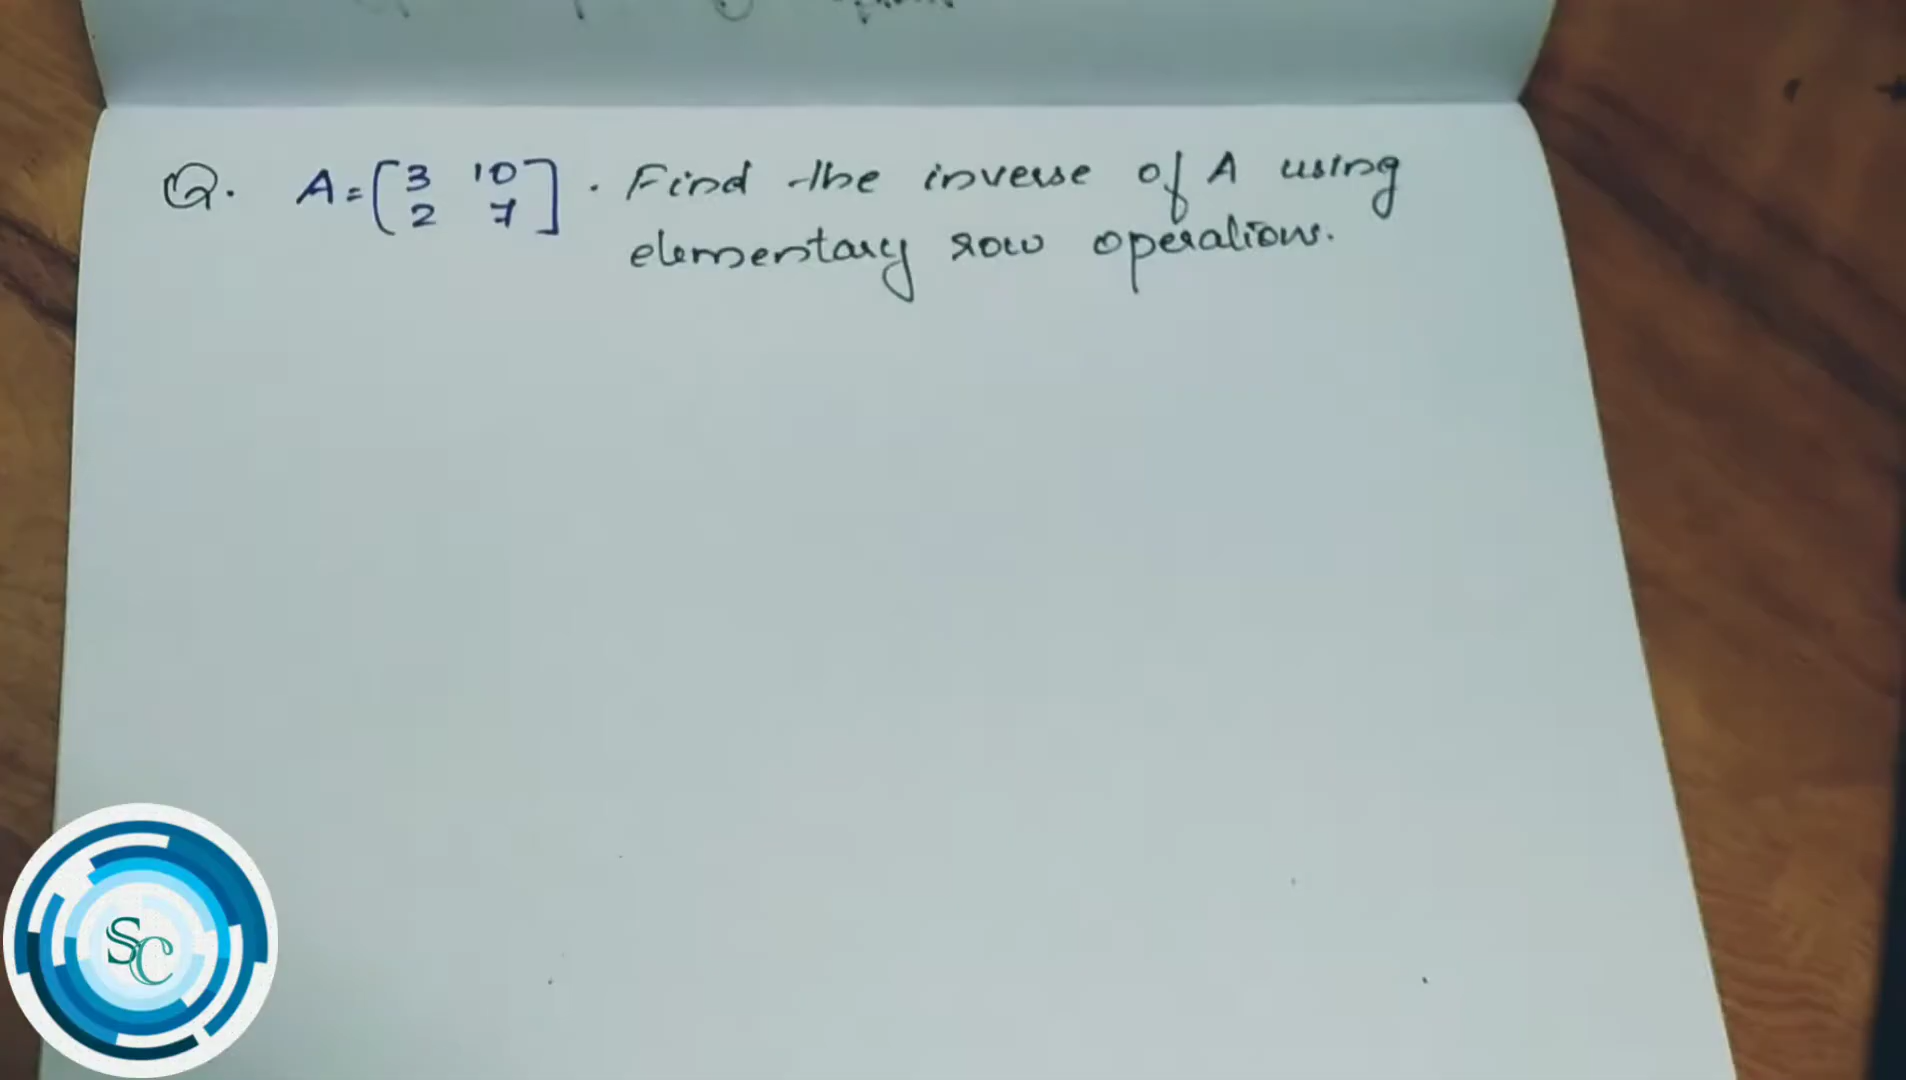 Q. A = [3 10 . Find the inverse of A using
2 7] elementary row operations.
SC